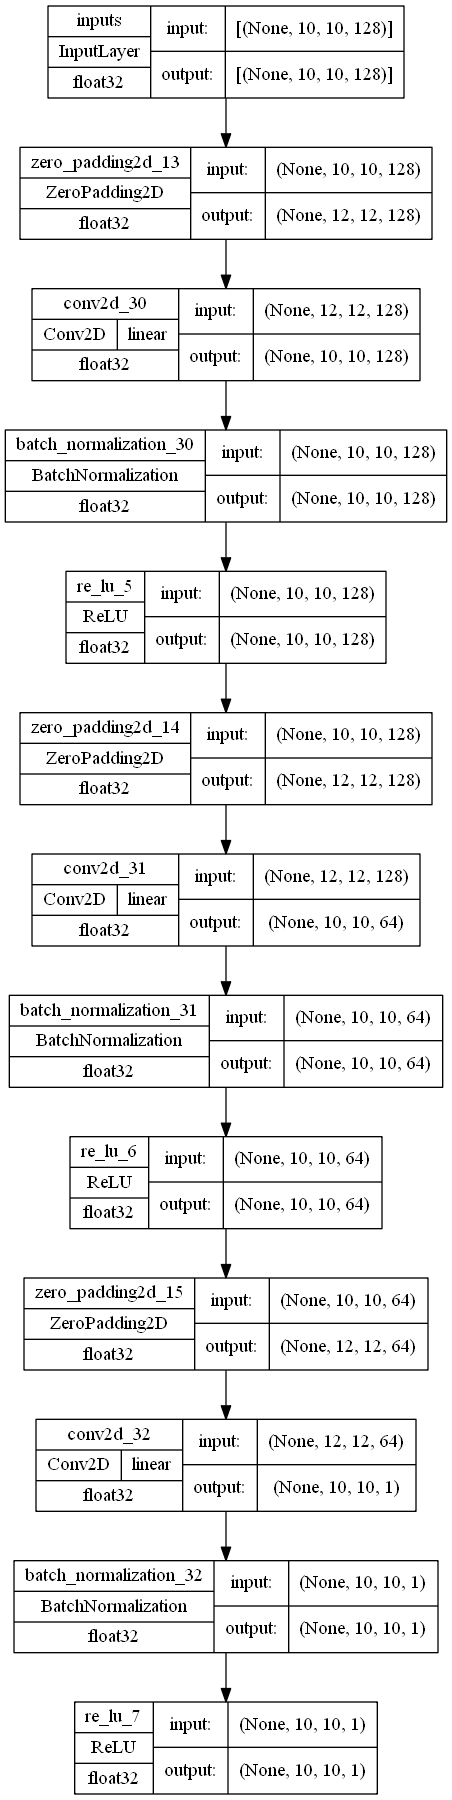 inputs
InputLayer
float32
input:
[(None, 10, 10, 128)]
output:
[(None, 10, 10, 128)]
zero_padding2d_13
ZeroPadding2D
float32
input:
(None, 10, 10, 128)
output:
(None, 12, 12, 128)
conv2d_30
Conv2D
linear
float32
input:
(None, 12, 12, 128)
output:
(None, 10, 10, 128)
batch_normalization_30
BatchNormalization
float32
input:
(None, 10, 10, 128)
output:
(None, 10, 10, 128)
re_lu_5
ReLU
float32
input:
(None, 10, 10, 128)
output:
(None, 10, 10, 128)
zero_padding2d_14
ZeroPadding2D
float32
input:
(None, 10, 10, 128)
output:
(None, 12, 12, 128)
conv2d_31
Conv2D
linear
float32
input:
(None, 12, 12, 128)
output:
(None, 10, 10, 64)
batch_normalization_31
BatchNormalization
float32
input:
(None, 10, 10, 64)
output:
(None, 10, 10, 64)
re_lu_6
ReLU
float32
input:
(None, 10, 10, 64)
output:
(None, 10, 10, 64)
zero_padding2d_15
ZeroPadding2D
float32
input:
(None, 10, 10, 64)
output:
(None, 12, 12, 64)
conv2d_32
Conv2D
linear
float32
input:
(None, 12, 12, 64)
output:
(None, 10, 10, 1)
batch_normalization_32
BatchNormalization
float32
input:
(None, 10, 10, 1)
output:
(None, 10, 10, 1)
re_lu_7
ReLU
float32
input:
(None, 10, 10, 1)
output:
(None, 10, 10, 1)